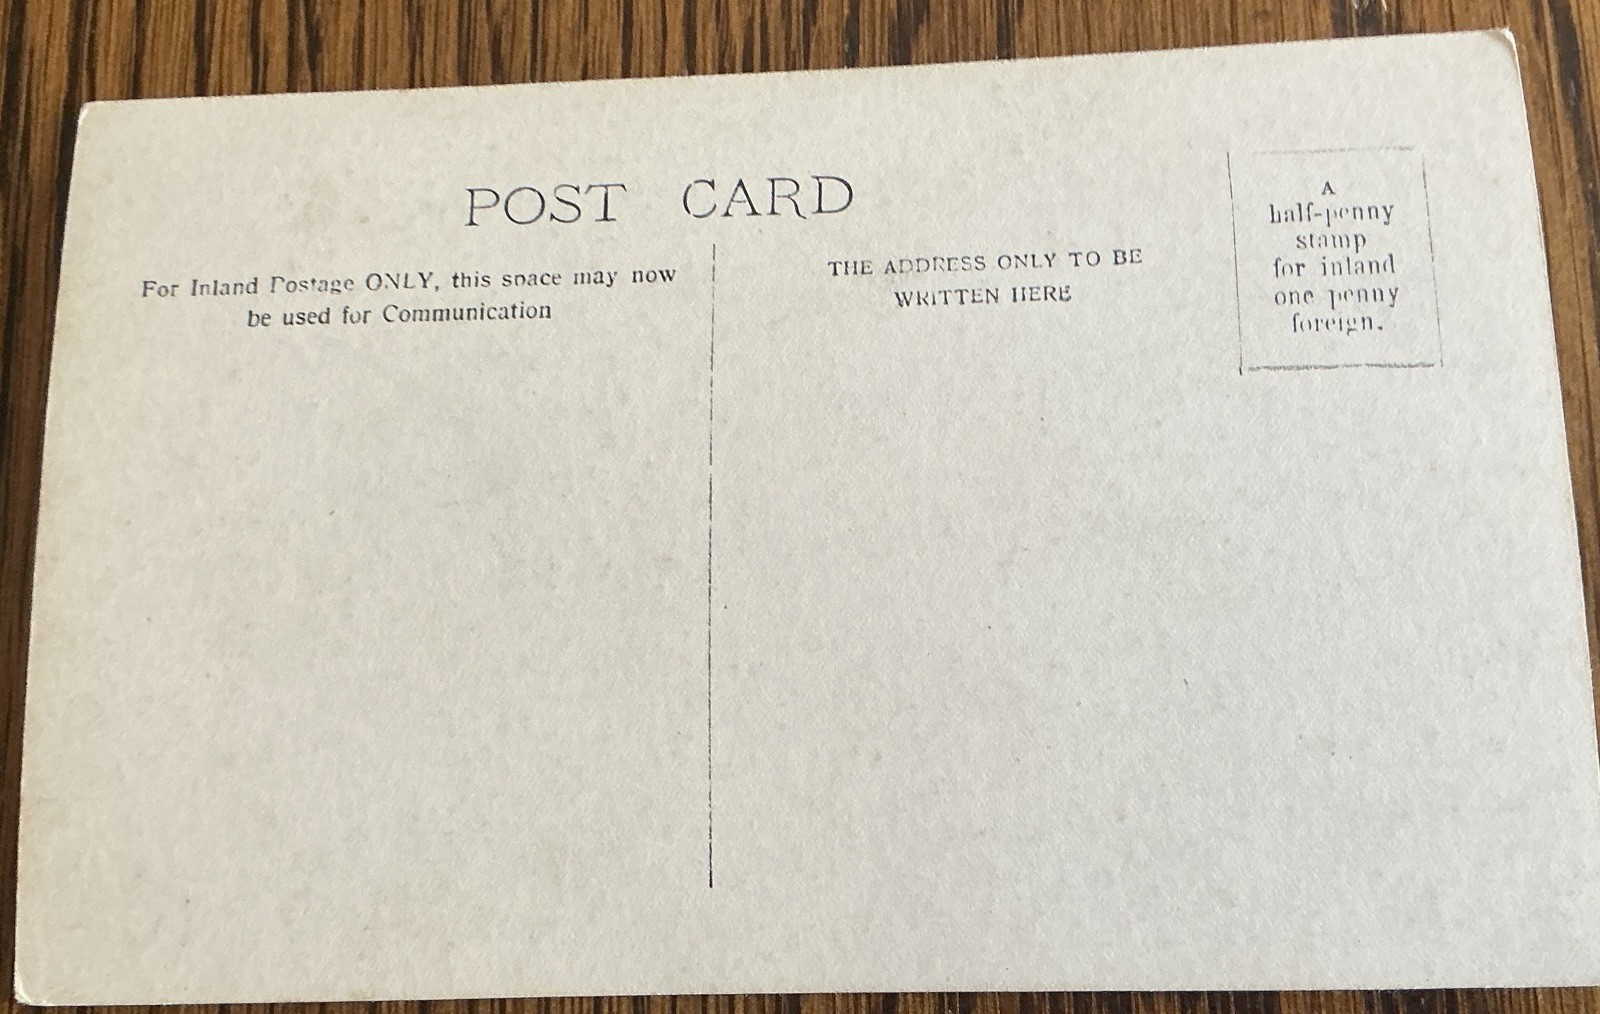 POST CARD
For Inland Postage ONLY, this space may now
be used for Communication
THE ADDRESS ONLY TO BE
WRITTEN HERE
A
half-penny
stamp
for inland
one penny
foreign.